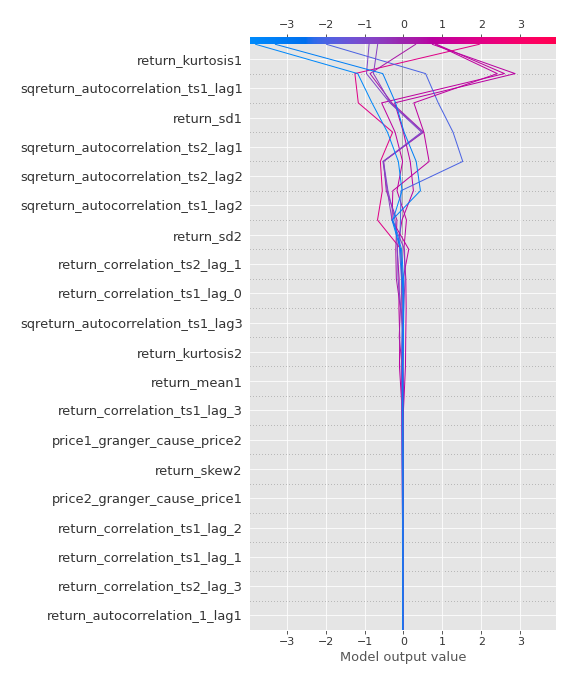 −3 −2 −1 0 1 2 3
return_kurtosis1
sqreturn_autocorrelation_ts1_lag1
return_sd1
sqreturn_autocorrelation_ts2_lag1
sqreturn_autocorrelation_ts2_lag2
sqreturn_autocorrelation_ts1_lag2
return_sd2
return_correlation_ts2_lag_1
return_correlation_ts1_lag_0
sqreturn_autocorrelation_ts1_lag3
return_kurtosis2
return_mean1
return_correlation_ts1_lag_3
price1_granger_cause_price2
return_skew2
price2_granger_cause_price1
return_correlation_ts1_lag_2
return_correlation_ts1_lag_1
return_correlation_ts2_lag_3
return_autocorrelation_1_lag1
−3 −2 −1 0 1 2 3
Model output value